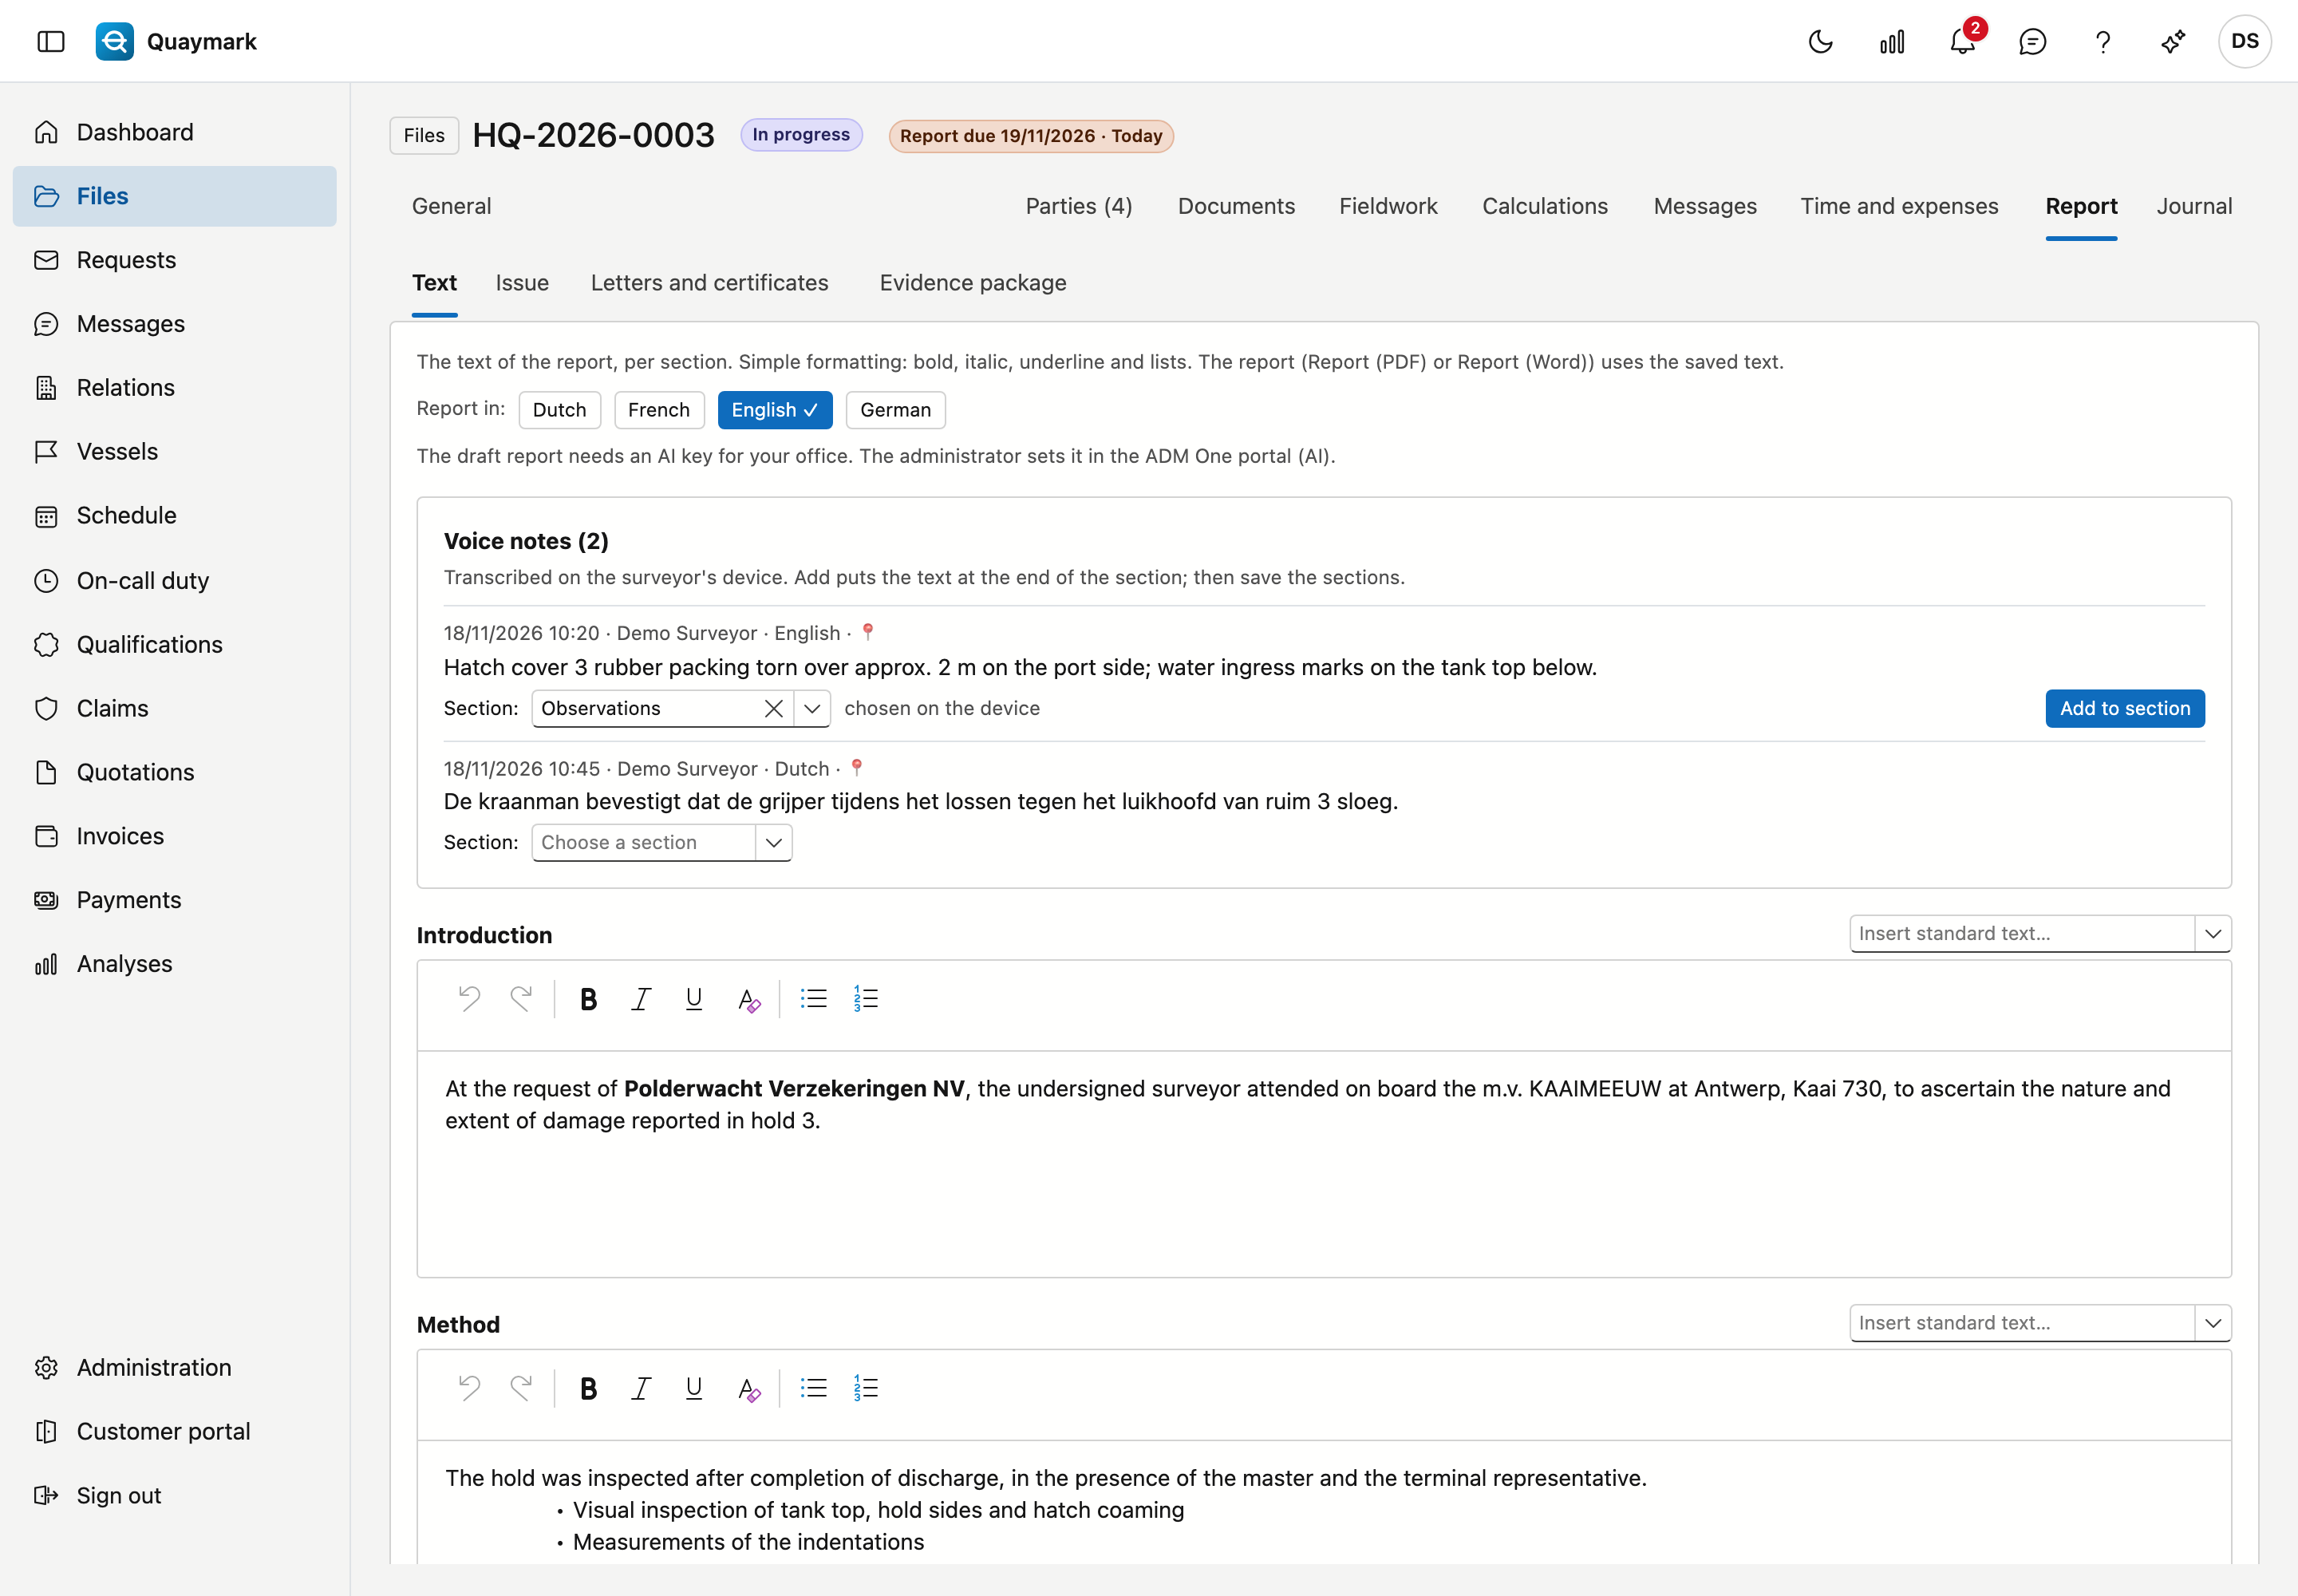 Quaymark
2
DS
Dashboard
Files
Requests
Messages
Relations
Vessels
Schedule
On-call duty
Qualifications
Claims
Quotations
Invoices
Payments
Analyses
Administration
Customer portal
Sign out
Files HQ-2026-0003 In progress Report due 19/11/2026 · Today
General Parties (4) Documents Fieldwork Calculations Messages Time and expenses Report Journal
Text Issue Letters and certificates Evidence package
The text of the report, per section. Simple formatting: bold, italic, underline and lists. The report (Report (PDF) or Report (Word)) uses the saved text.
Report in: Dutch French English ✓ German
The draft report needs an AI key for your office. The administrator sets it in the ADM One portal (AI).
Voice notes (2)
Transcribed on the surveyor's device. Add puts the text at the end of the section; then save the sections.
18/11/2026 10:20 · Demo Surveyor · English · 📍
Hatch cover 3 rubber packing torn over approx. 2 m on the port side; water ingress marks on the tank top below.
Section: Observations chosen on the device Add to section
18/11/2026 10:45 · Demo Surveyor · Dutch · 📍
De kraanman bevestigt dat de grijper tijdens het lossen tegen het luikhoofd van ruim 3 sloeg.
Section: Choose a section
Introduction Insert standard text...
B I U A
At the request of Polderwacht Verzekeringen NV, the undersigned surveyor attended on board the m.v. KAAIMEEUW at Antwerp, Kaai 730, to ascertain the nature and
extent of damage reported in hold 3.
Method Insert standard text...
B I U A
The hold was inspected after completion of discharge, in the presence of the master and the terminal representative.
• Visual inspection of tank top, hold sides and hatch coaming
• Measurements of the indentations